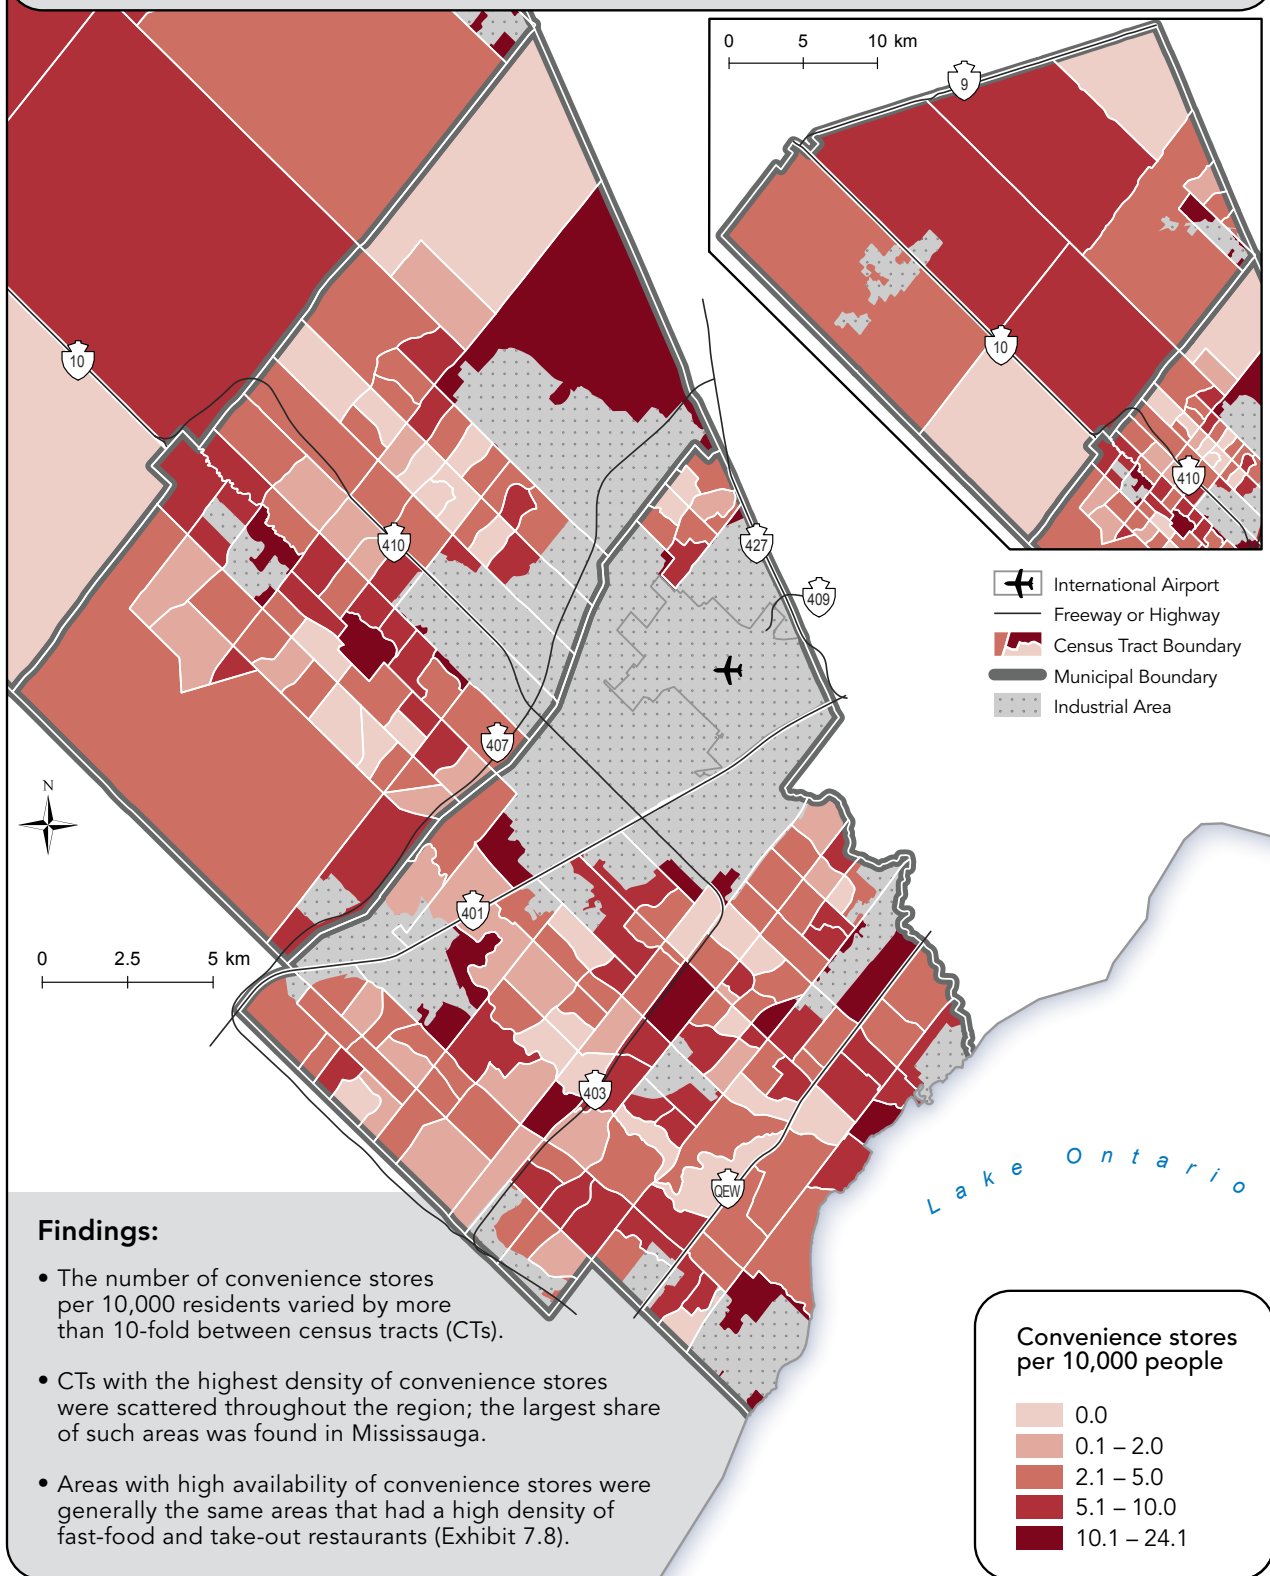 0 5 10 km
9
10
410
10
410
427
409
407
401
403
QEW
International Airport
Freeway or Highway
Census Tract Boundary
Municipal Boundary
Industrial Area
N
0 2.5 5 km
Lake Ontario
Findings:
• The number of convenience stores
per 10,000 residents varied by more
than 10-fold between census tracts (CTs).
• CTs with the highest density of convenience stores
were scattered throughout the region; the largest share
of such areas was found in Mississauga.
• Areas with high availability of convenience stores were
generally the same areas that had a high density of
fast-food and take-out restaurants (Exhibit 7.8).
Convenience stores
per 10,000 people
0.0
0.1 – 2.0
2.1 – 5.0
5.1 – 10.0
10.1 – 24.1